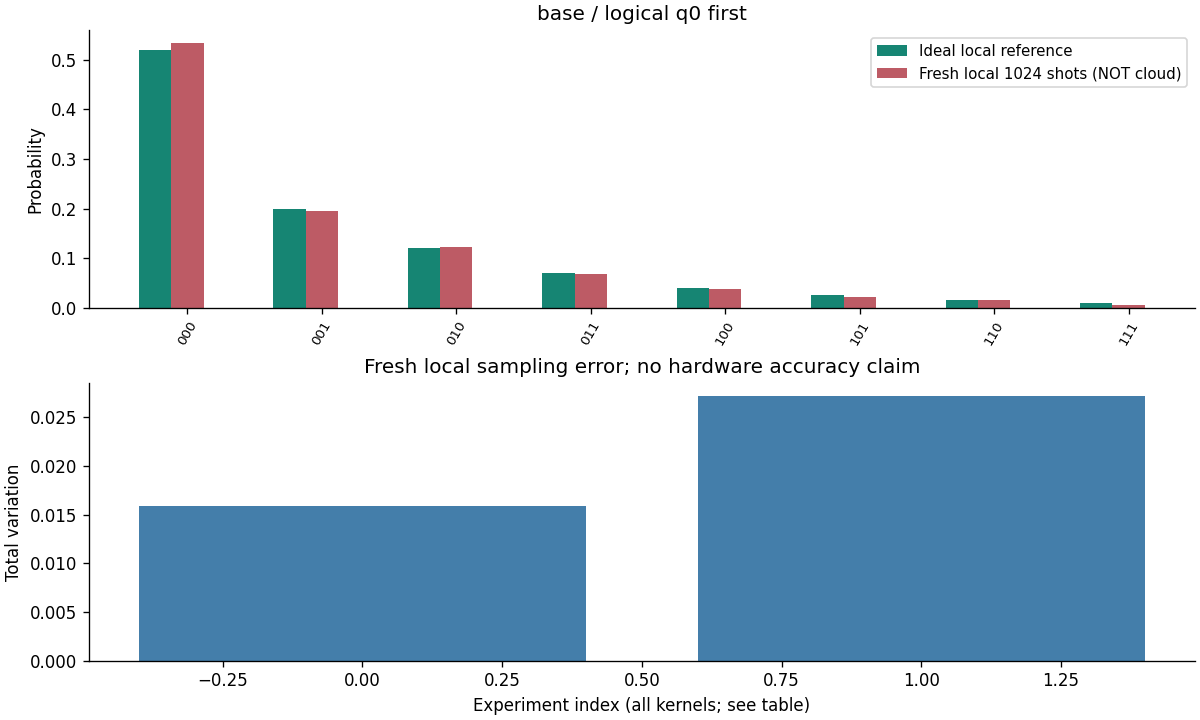 base / logical q0 first
Ideal local reference
Fresh local 1024 shots (NOT cloud)
Probability
0.5
0.4
0.3
0.2
0.1
0.0
000 001 010 011 100 101 110 111
Fresh local sampling error; no hardware accuracy claim
Total variation
0.025
0.020
0.015
0.010
0.005
0.000
−0.25 0.00 0.25 0.50 0.75 1.00 1.25
Experiment index (all kernels; see table)